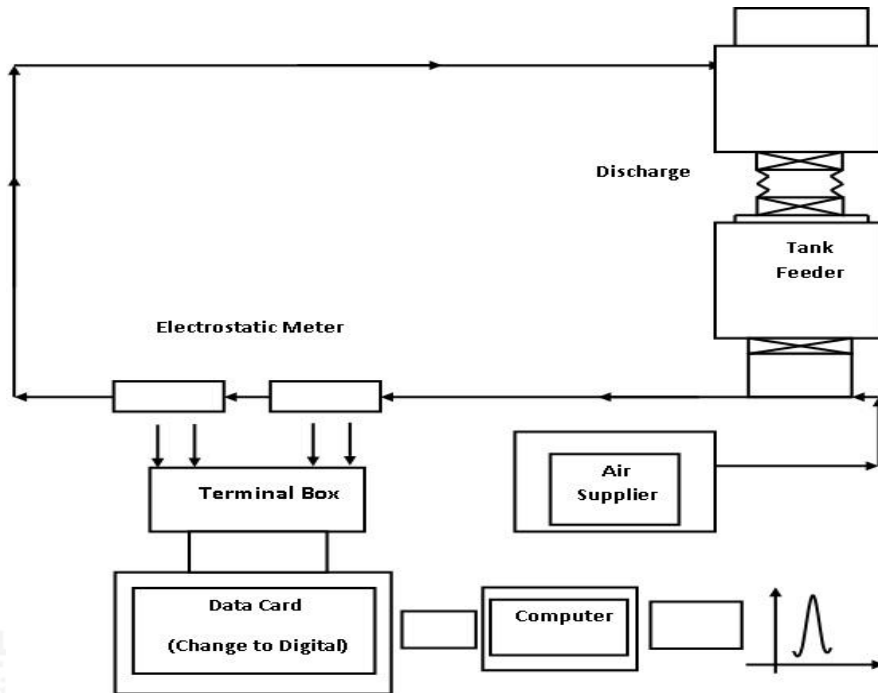 Discharge
Tank
Feeder
Electrostatic Meter
Terminal Box
Air
Supplier
Data Card
(Change to Digital)
Computer